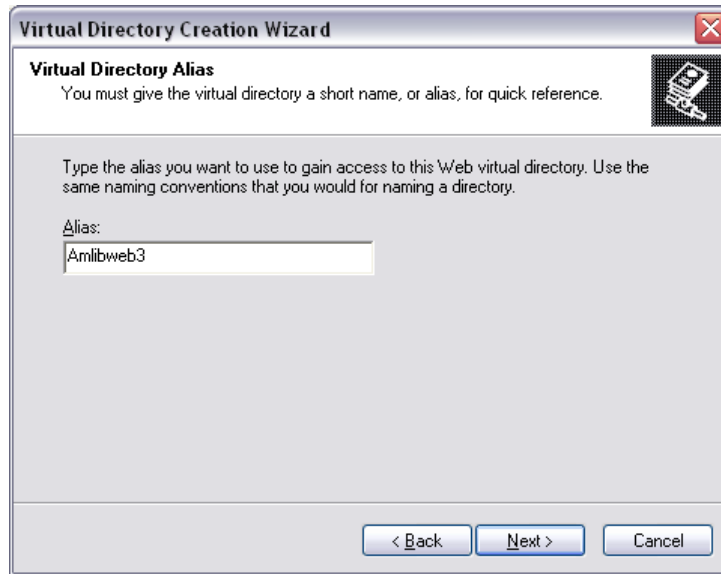 Virtual Directory Creation Wizard
Virtual Directory Alias
You must give the virtual directory a short name, or alias, for quick reference.
Type the alias you want to use to gain access to this Web virtual directory. Use the
same naming conventions that you would for naming a directory.
Alias:
Amlibweb3
< Back Next > Cancel